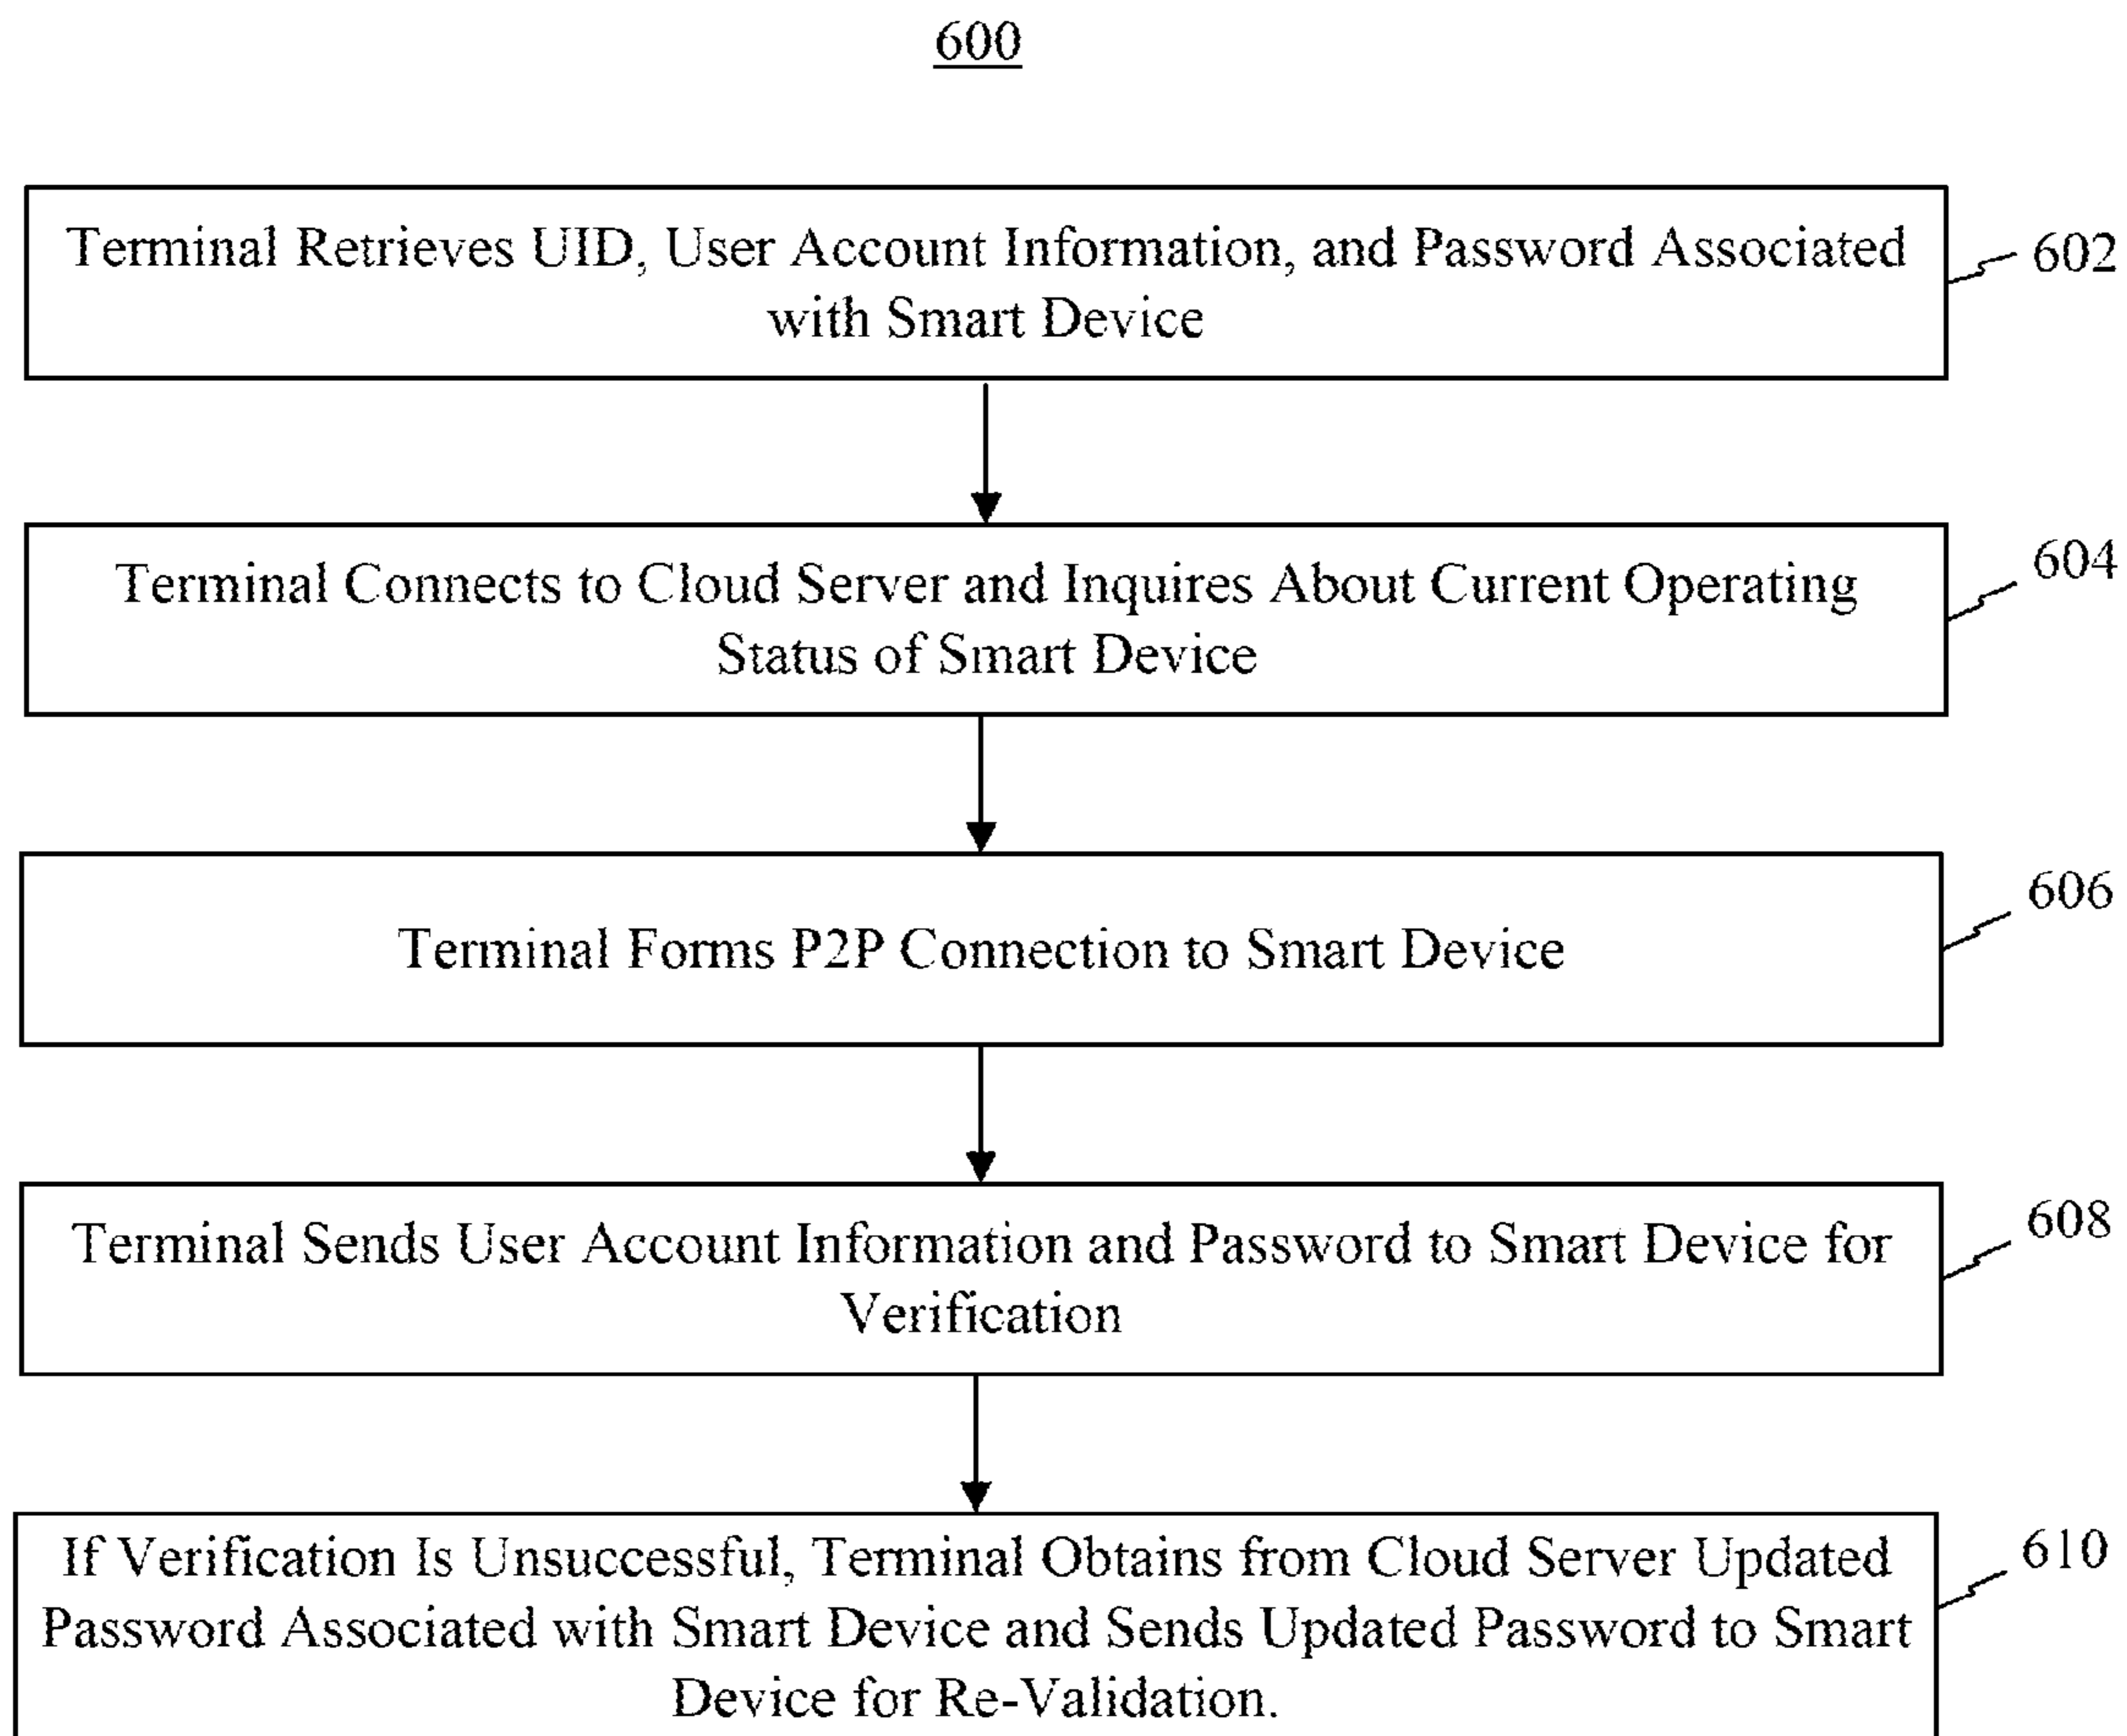 600
Terminal Retrieves UID, User Account Information, and Password Associated
with Smart Device
602
Terminal Connects to Cloud Server and Inquires About Current Operating
Status of Smart Device
604
Terminal Forms P2P Connection to Smart Device
606
Terminal Sends User Account Information and Password to Smart Device for
Verification
608
If Verification Is Unsuccessful, Terminal Obtains from Cloud Server Updated
Password Associated with Smart Device and Sends Updated Password to Smart
Device for Re-Validation.
610